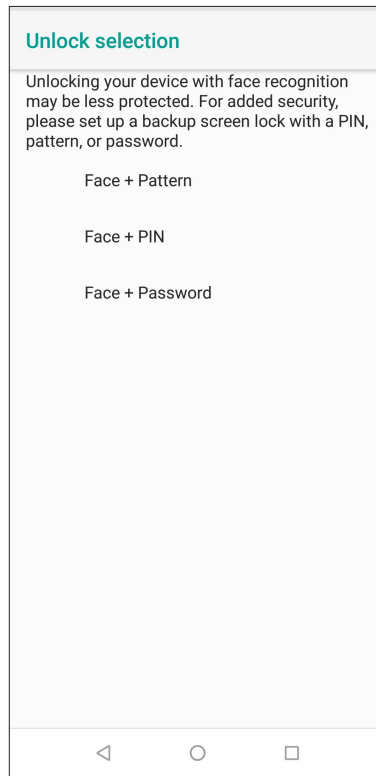 Unlock selection
Unlocking your device with face recognition
may be less protected. For added security,
please set up a backup screen lock with a PIN,
pattern, or password.
Face + Pattern
Face + PIN
Face + Password